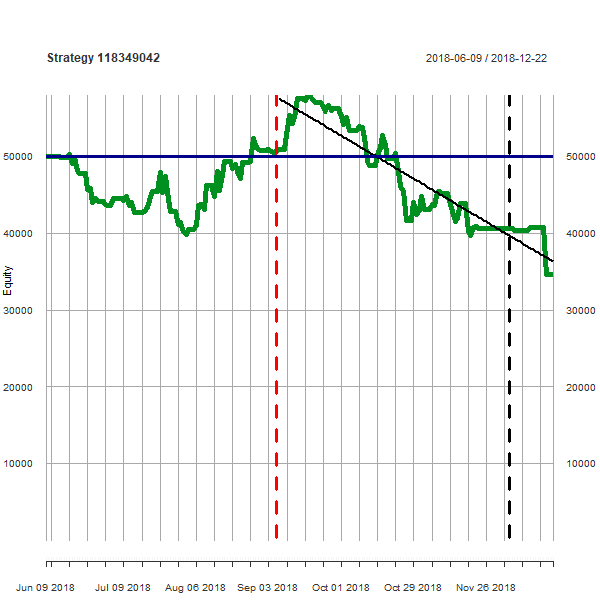 Strategy 118349042
2018-06-09 / 2018-12-22
50000
50000
40000
40000
Equity
30000
30000
20000
20000
10000
10000
Jun 09 2018
Jul 09 2018
Aug 06 2018
Sep 03 2018
Oct 01 2018
Oct 29 2018
Nov 26 2018